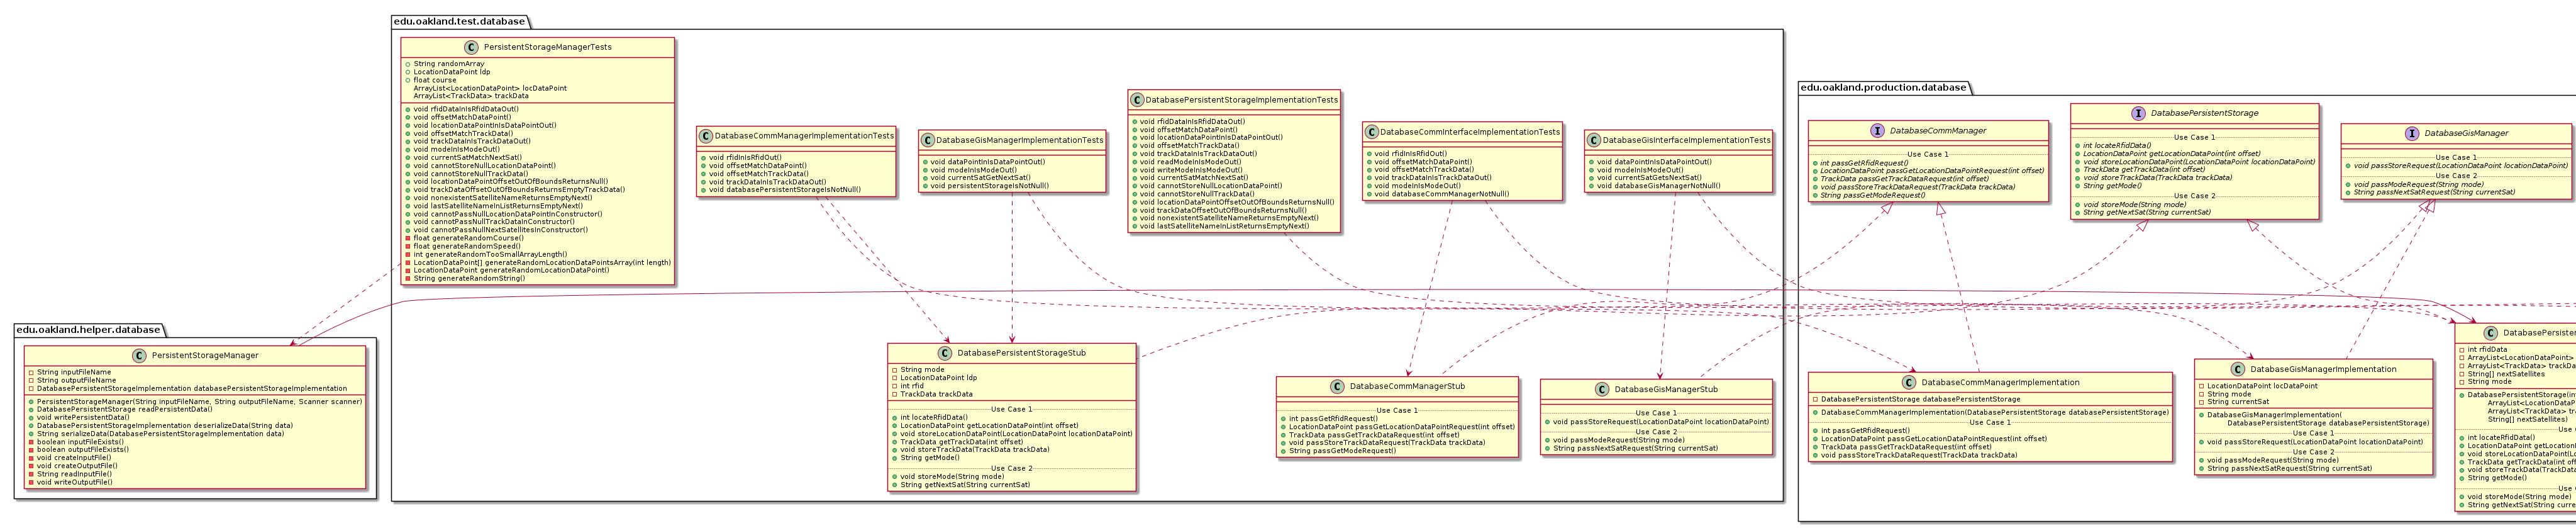 edu.oakland.test.database
PersistentStorageManagerTests
String randomArray
LocationDataPoint ldp
float course
ArrayList<LocationDataPoint> locDataPoint
ArrayList<TrackData> trackData
void rfidDataInIsRfidDataOut()
void offsetMatchDataPoint()
void locationDataPointInIsDataPointOut()
void offsetMatchTrackData()
void trackDataInIsTrackDataOut()
void modeInIsModeOut()
void currentSatMatchNextSat()
void cannotStoreNullLocationDataPoint()
void cannotStoreNullTrackData()
void locationDataPointOffsetOutOfBoundsReturnsNull()
void trackDataOffsetOutOfBoundsReturnsEmptyTrackData()
void nonexistentSatelliteNameReturnsEmptyNext()
void lastSatelliteNameInListReturnsEmptyNext()
void cannotPassNullLocationDataPointInConstructor()
void cannotPassNullTrackDataInConstructor()
void cannotPassNullNextSatellitesInConstructor()
float generateRandomCourse()
float generateRandomSpeed()
int generateRandomTooSmallArrayLength()
LocationDataPoint[] generateRandomLocationDataPointsArray(int length)
LocationDataPoint generateRandomLocationDataPoint()
String generateRandomString()
DatabaseCommManagerImplementationTests
void rfidInIsRfidOut()
void offsetMatchDataPoint()
void offsetMatchTrackData()
void trackDataInIsTrackDataOut()
void databasePersistentStorageIsNotNull()
DatabaseGisManagerImplementationTests
void dataPointInIsDataPointOut()
void modeInIsModeOut()
void currentSatGetNextSat()
void persistentStorageIsNotNull()
DatabasePersistentStorageImplementationTests
void rfidDataInIsRfidDataOut()
void offsetMatchDataPoint()
void locationDataPointInIsDataPointOut()
void offsetMatchTrackData()
void trackDataInIsTrackDataOut()
void readModeInIsModeOut()
void writeModeInIsModeOut()
void currentSatMatchNextSat()
void cannotStoreNullLocationDataPoint()
void cannotStoreNullTrackData()
void locationDataPointOffsetOutOfBoundsReturnsNull()
void trackDataOffsetOutOfBoundsReturnsNull()
void nonexistentSatelliteNameReturnsEmptyNext()
void lastSatelliteNameInListReturnsEmptyNext()
DatabaseCommInterfaceImplementationTests
void rfidInIsRfidOut()
void offsetMatchDataPoint()
void offsetMatchTrackData()
void trackDataInIsTrackDataOut()
void modeInIsModeOut()
void databaseCommManagerNotNull()
DatabaseGisInterfaceImplementationTests
void dataPointInIsDataPointOut()
void modeInIsModeOut()
void currentSatGetsNextSat()
void databaseGisManagerNotNull()
DatabasePersistentStorageStub
String mode
LocationDataPoint ldp
int rfid
TrackData trackData
Use Case 1
int locateRfidData()
LocationDataPoint getLocationDataPoint(int offset)
void storeLocationDataPoint(LocationDataPoint locationDataPoint)
TrackData getTrackData(int offset)
void storeTrackData(TrackData trackData)
String getMode()
Use Case 2
void storeMode(String mode)
String getNextSat(String currentSat)
DatabaseCommManagerStub
Use Case 1
int passGetRfidRequest()
LocationDataPoint passGetLocationDataPointRequest(int offset)
TrackData passGetTrackDataRequest(int offset)
void passStoreTrackDataRequest(TrackData trackData)
String passGetModeRequest()
DatabaseGisManagerStub
Use Case 1
void passStoreRequest(LocationDataPoint locationDataPoint)
Use Case 2
void passModeRequest(String mode)
String passNextSatRequest(String currentSat)
edu.oakland.helper.database
PersistentStorageManager
String inputFileName
String outputFileName
DatabasePersistentStorageImplementation databasePersistentStorageImplementation
PersistentStorageManager(String inputFileName, String outputFileName, Scanner scanner)
DatabasePersistentStorage readPersistentData()
void writePersistentData()
DatabasePersistentStorageImplementation deserializeData(String data)
String serializeData(DatabasePersistentStorageImplementation data)
boolean inputFileExists()
boolean outputFileExists()
void createInputFile()
void createOutputFile()
String readInputFile()
void writeOutputFile()
edu.oakland.production.database
DatabaseCommManager
Use Case 1
int passGetRfidRequest()
LocationDataPoint passGetLocationDataPointRequest(int offset)
TrackData passGetTrackDataRequest(int offset)
void passStoreTrackDataRequest(TrackData trackData)
String passGetModeRequest()
DatabasePersistentStorage
Use Case 1
int locateRfidData()
LocationDataPoint getLocationDataPoint(int offset)
void storeLocationDataPoint(LocationDataPoint locationDataPoint)
TrackData getTrackData(int offset)
void storeTrackData(TrackData trackData)
String getMode()
Use Case 2
void storeMode(String mode)
String getNextSat(String currentSat)
DatabaseGisManager
Use Case 1
void passStoreRequest(LocationDataPoint locationDataPoint)
Use Case 2
void passModeRequest(String mode)
String passNextSatRequest(String currentSat)
DatabaseCommManagerImplementation
DatabasePersistentStorage databasePersistentStorage
DatabaseCommManagerImplementation(DatabasePersistentStorage databasePersistentStorage)
Use Case 1
int passGetRfidRequest()
LocationDataPoint passGetLocationDataPointRequest(int offset)
TrackData passGetTrackDataRequest(int offset)
void passStoreTrackDataRequest(TrackData trackData)
DatabaseGisManagerImplementation
LocationDataPoint locDataPoint
String mode
String currentSat
DatabaseGisManagerImplementation(
DatabasePersistentStorage databasePersistentStorage)
Use Case 1
void passStoreRequest(LocationDataPoint locationDataPoint)
Use Case 2
void passModeRequest(String mode)
String passNextSatRequest(String currentSat)
DatabasePersiste
int rfidData
ArrayList<LocationDataPoint>
ArrayList<TrackData> trackDa
String[] nextSatellites
String mode
DatabasePersistentStorage(in
ArrayList<LocationDataP
ArrayList<TrackData> tr
String[] nextSatellites)
Use
int locateRfidData()
LocationDataPoint getLocation
void storeLocationDataPoint(Lo
TrackData getTrackData(int off
void storeTrackData(TrackData
String getMode()
Use
void storeMode(String mode)
String getNextSat(String curre